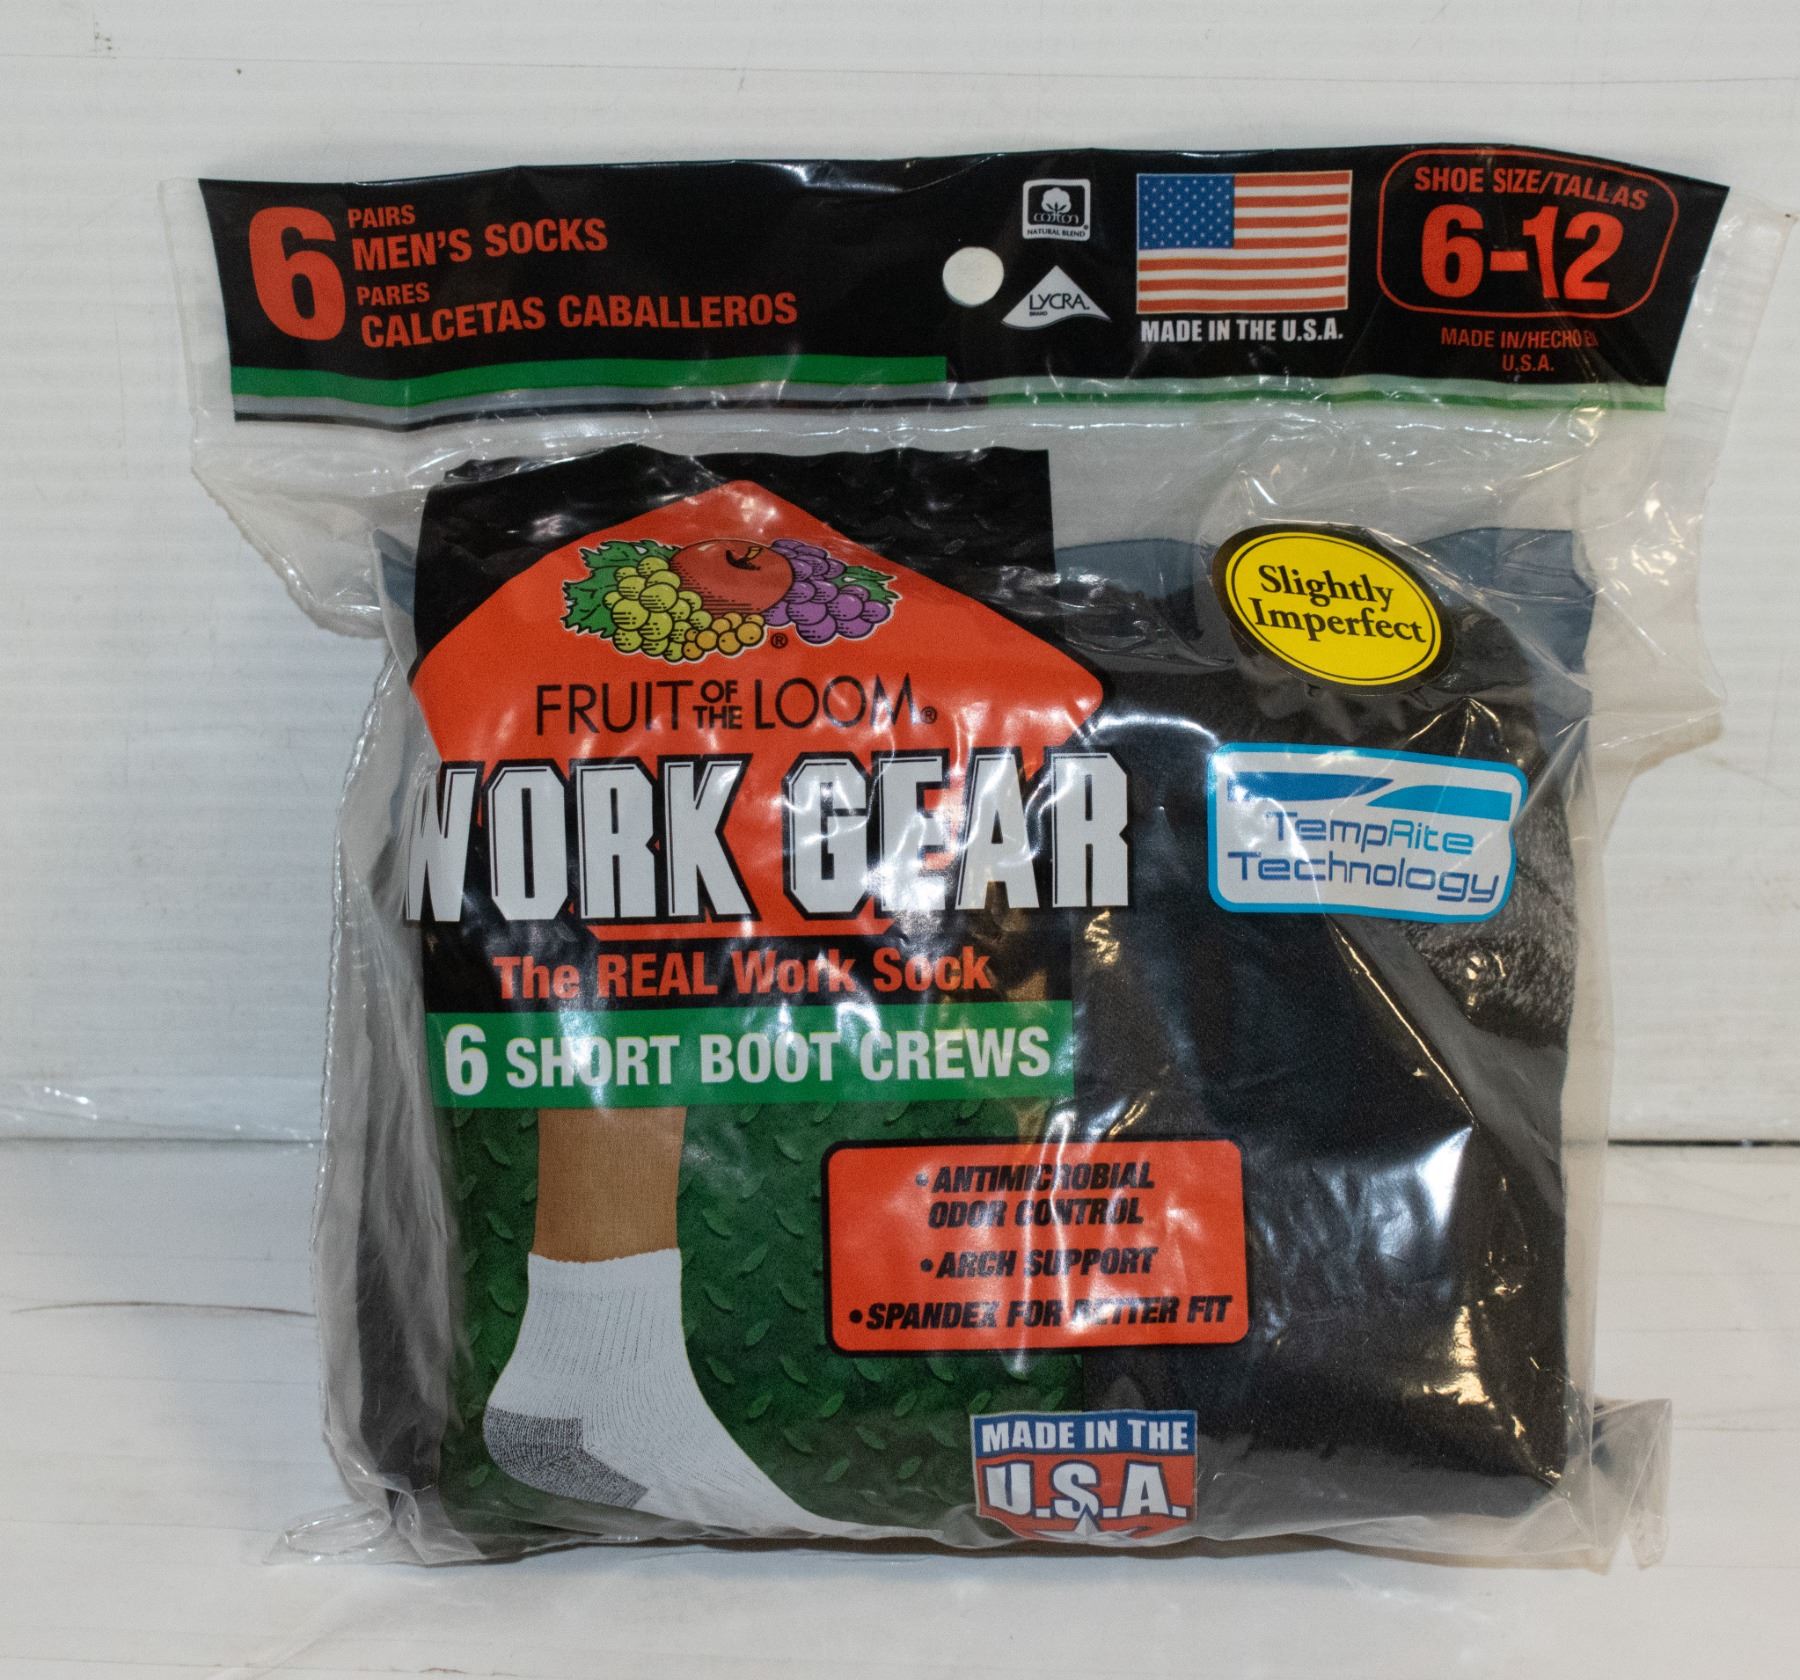 6 PAIRS
MEN'S SOCKS
PARES
CALCETAS CABALLEROS
cotton
NATURAL BLEND®
LYCRA®
BRAND
MADE IN THE U.S.A.
SHOE SIZE/TALLAS
6-12
MADE IN/HECHO EN
U.S.A.
®
FRUIT OF THE LOOM®
WORK GEAR
The REAL Work Sock
6 SHORT BOOT CREWS
Slightly
Imperfect
TempRite
Technology
• ANTIMICROBIAL
ODOR CONTROL
• ARCH SUPPORT
• SPANDEX FOR BETTER FIT
MADE IN THE
U.S.A.